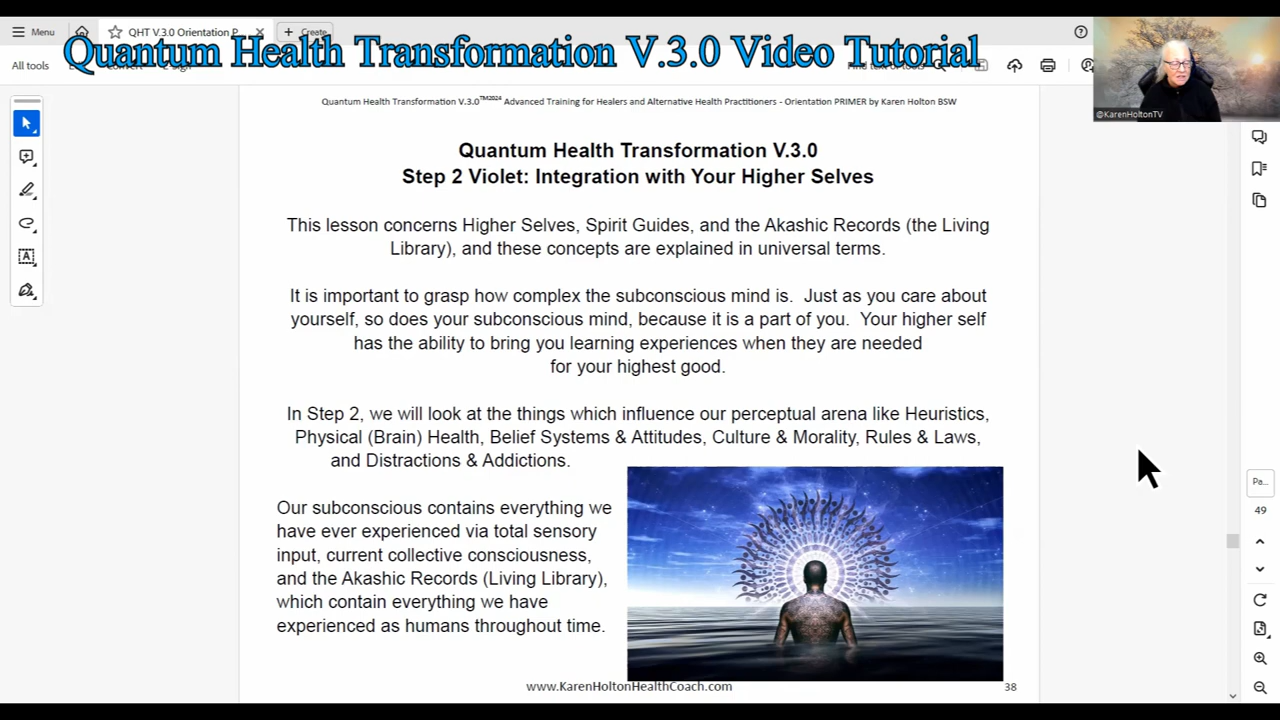 Menu
QHT V.3.0 Orientation P
Create
Quantum Health Transformation V.3.0 Video Tutorial
All tools
@KarenHoltonTV
Quantum Health Transformation V.3.0™2024 Advanced Training for Healers and Alternative Health Practitioners - Orientation PRIMER by Karen Holton BSW
Quantum Health Transformation V.3.0
Step 2 Violet: Integration with Your Higher Selves
This lesson concerns Higher Selves, Spirit Guides, and the Akashic Records (the Living
Library), and these concepts are explained in universal terms.
It is important to grasp how complex the subconscious mind is. Just as you care about
yourself, so does your subconscious mind, because it is a part of you. Your higher self
has the ability to bring you learning experiences when they are needed
for your highest good.
In Step 2, we will look at the things which influence our perceptual arena like Heuristics,
Physical (Brain) Health, Belief Systems & Attitudes, Culture & Morality, Rules & Laws,
and Distractions & Addictions.
Our subconscious contains everything we
have ever experienced via total sensory
input, current collective consciousness,
and the Akashic Records (Living Library),
which contain everything we have
experienced as humans throughout time.
www.KarenHoltonHealthCoach.com
38
Pa...
49